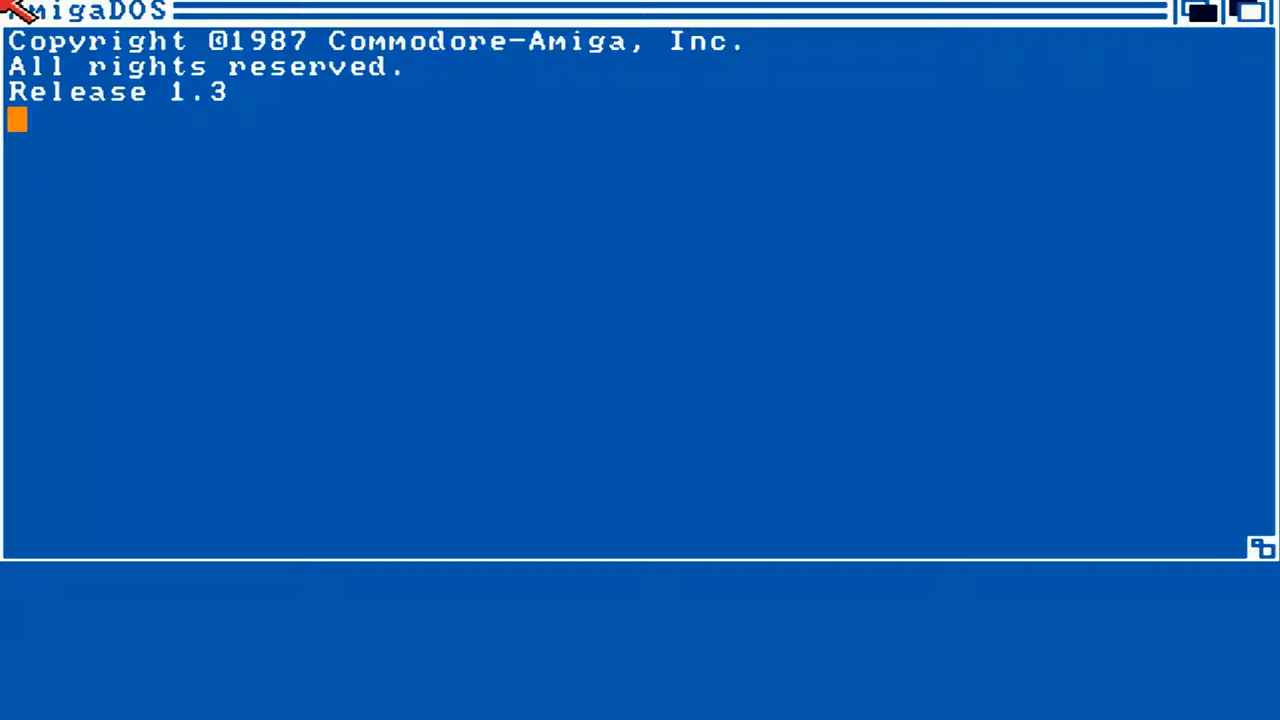 AmigaDOS
Copyright ©1987 Commodore-Amiga, Inc.
All rights reserved.
Release 1.3